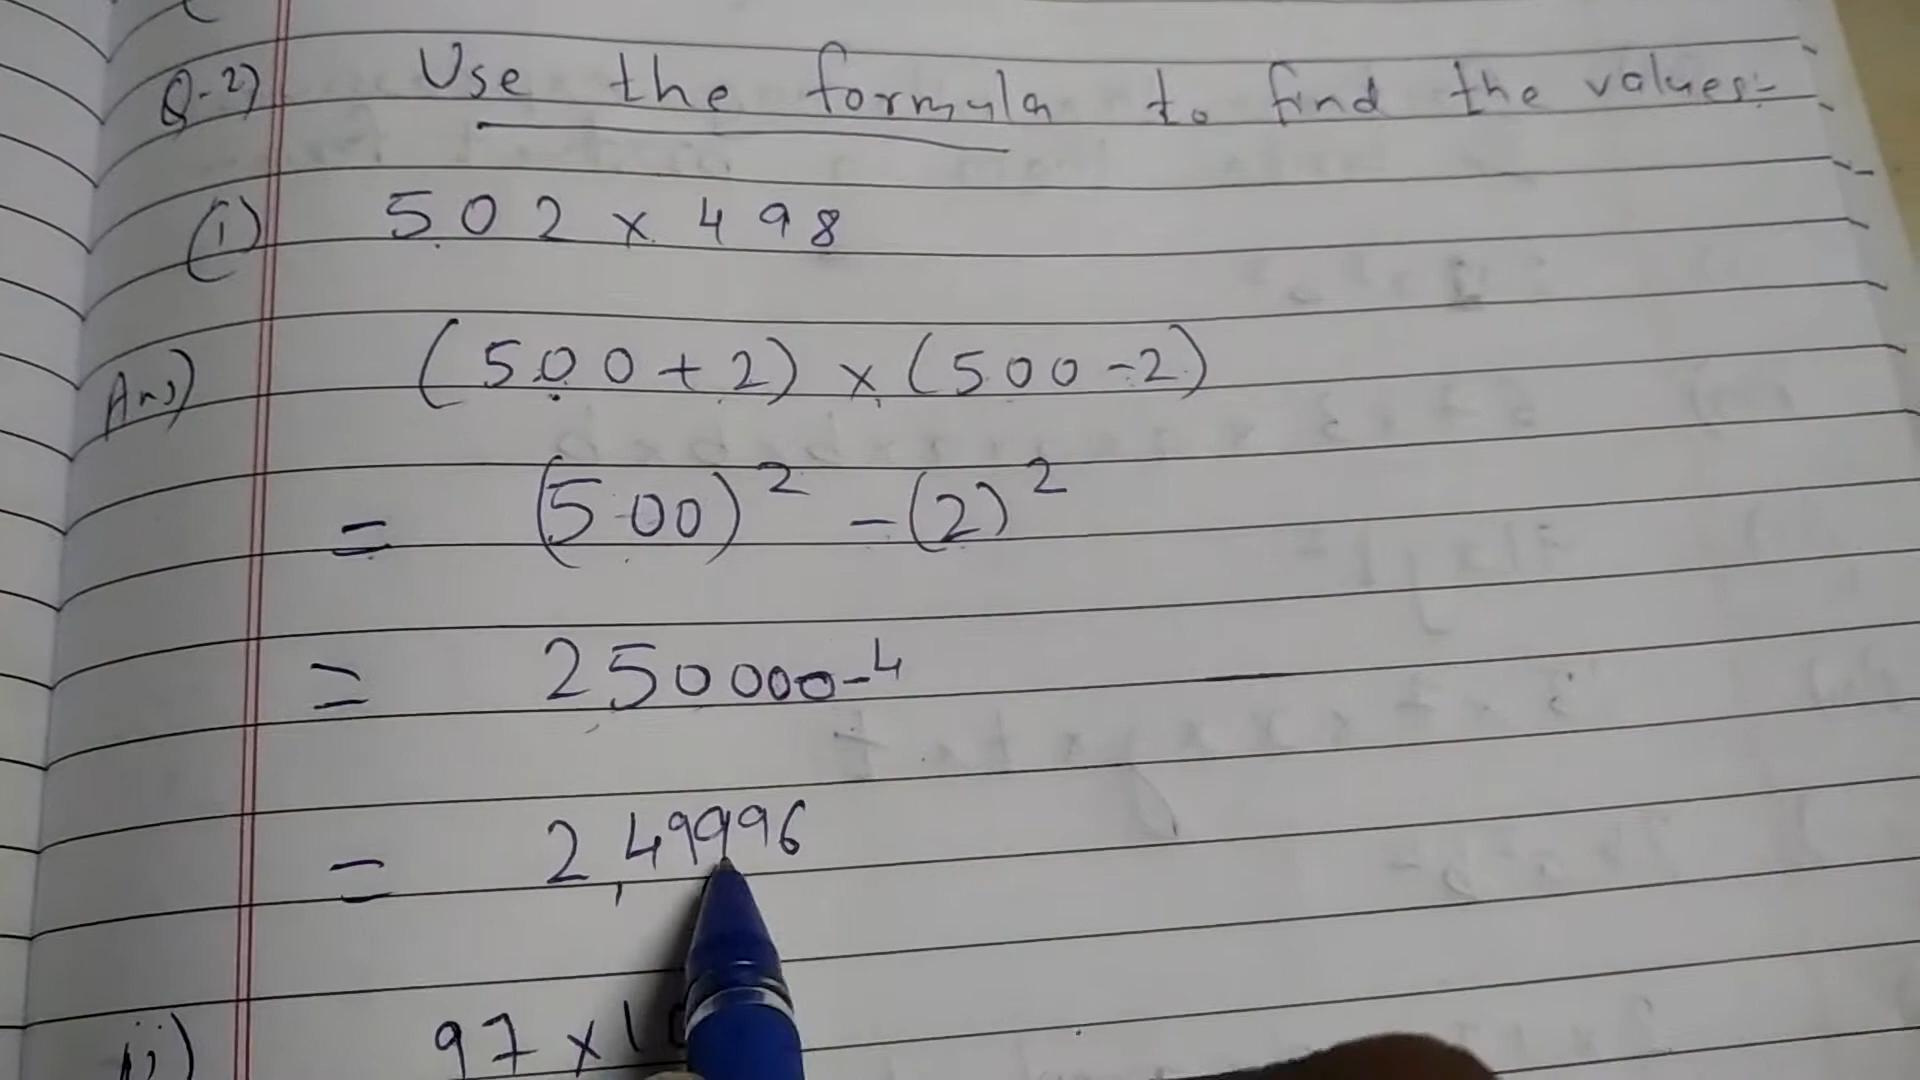 Q-2) Use the formula to find the values:-
(i) 502 x 498
Ans) (500+2) x (500-2)
= (500)² - (2)²
= 250000-4
= 2,49996
ii) 97 x 10